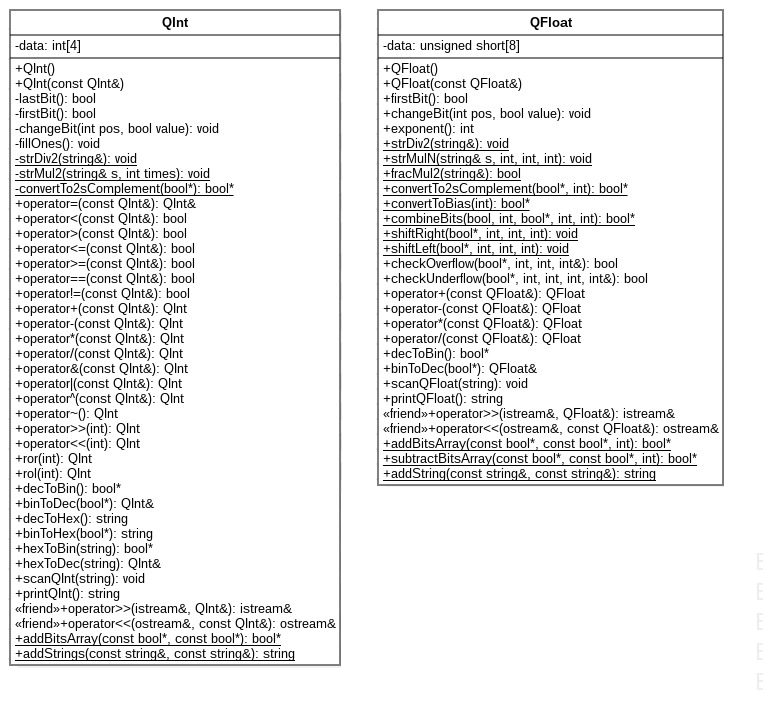 QInt
-data: int[4]
+QInt()
+QInt(const QInt&)
-lastBit(): bool
-firstBit(): bool
-changeBit(int pos, bool value): void
-fillOnes(): void
-strDiv2(string&): void
-strMul2(string& s, int times): void
-convertTo2sComplement(bool*): bool*
+operator=(const QInt&): QInt&
+operator<(const QInt&): bool
+operator>(const QInt&): bool
+operator<=(const QInt&): bool
+operator>=(const QInt&): bool
+operator==(const QInt&): bool
+operator!=(const QInt&): bool
+operator+(const QInt&): QInt
+operator-(const QInt&): QInt
+operator*(const QInt&): QInt
+operator/(const QInt&): QInt
+operator&(const QInt&): QInt
+operator|(const QInt&): QInt
+operator^(const QInt&): QInt
+operator~(): QInt
+operator>>(int): QInt
+operator<<(int): QInt
+ror(int): QInt
+rol(int): QInt
+decToBin(): bool*
+binToDec(bool*): QInt&
+decToHex(): string
+binToHex(bool*): string
+hexToBin(string): bool*
+hexToDec(string): QInt&
+scanQInt(string): void
+printQInt(): string
«friend»+operator>>(istream&, QInt&): istream&
«friend»+operator<<(ostream&, const QInt&): ostream&
+addBitsArray(const bool*, const bool*): bool*
+addStrings(const string&, const string&): string
QFloat
-data: unsigned short[8]
+QFloat()
+QFloat(const QFloat&)
+firstBit(): bool
+changeBit(int pos, bool value): void
+exponent(): int
+strDiv2(string&): void
+strMulN(string& s, int, int, int): void
+fracMul2(string&): bool
+convertTo2sComplement(bool*, int): bool*
+convertToBias(int): bool*
+combineBits(bool, int, bool*, int, int): bool*
+shiftRight(bool*, int, int, int): void
+shiftLeft(bool*, int, int, int): void
+checkOverflow(bool*, int, int, int&): bool
+checkUnderflow(bool*, int, int, int, int&): bool
+operator+(const QFloat&): QFloat
+operator-(const QFloat&): QFloat
+operator*(const QFloat&): QFloat
+operator/(const QFloat&): QFloat
+decToBin(): bool*
+binToDec(bool*): QFloat&
+scanQFloat(string): void
+printQFloat(): string
«friend»+operator>>(istream&, QFloat&): istream&
«friend»+operator<<(ostream&, const QFloat&): ostream&
+addBitsArray(const bool*, const bool*, int): bool*
+subtractBitsArray(const bool*, const bool*, int): bool*
+addString(const string&, const string&): string